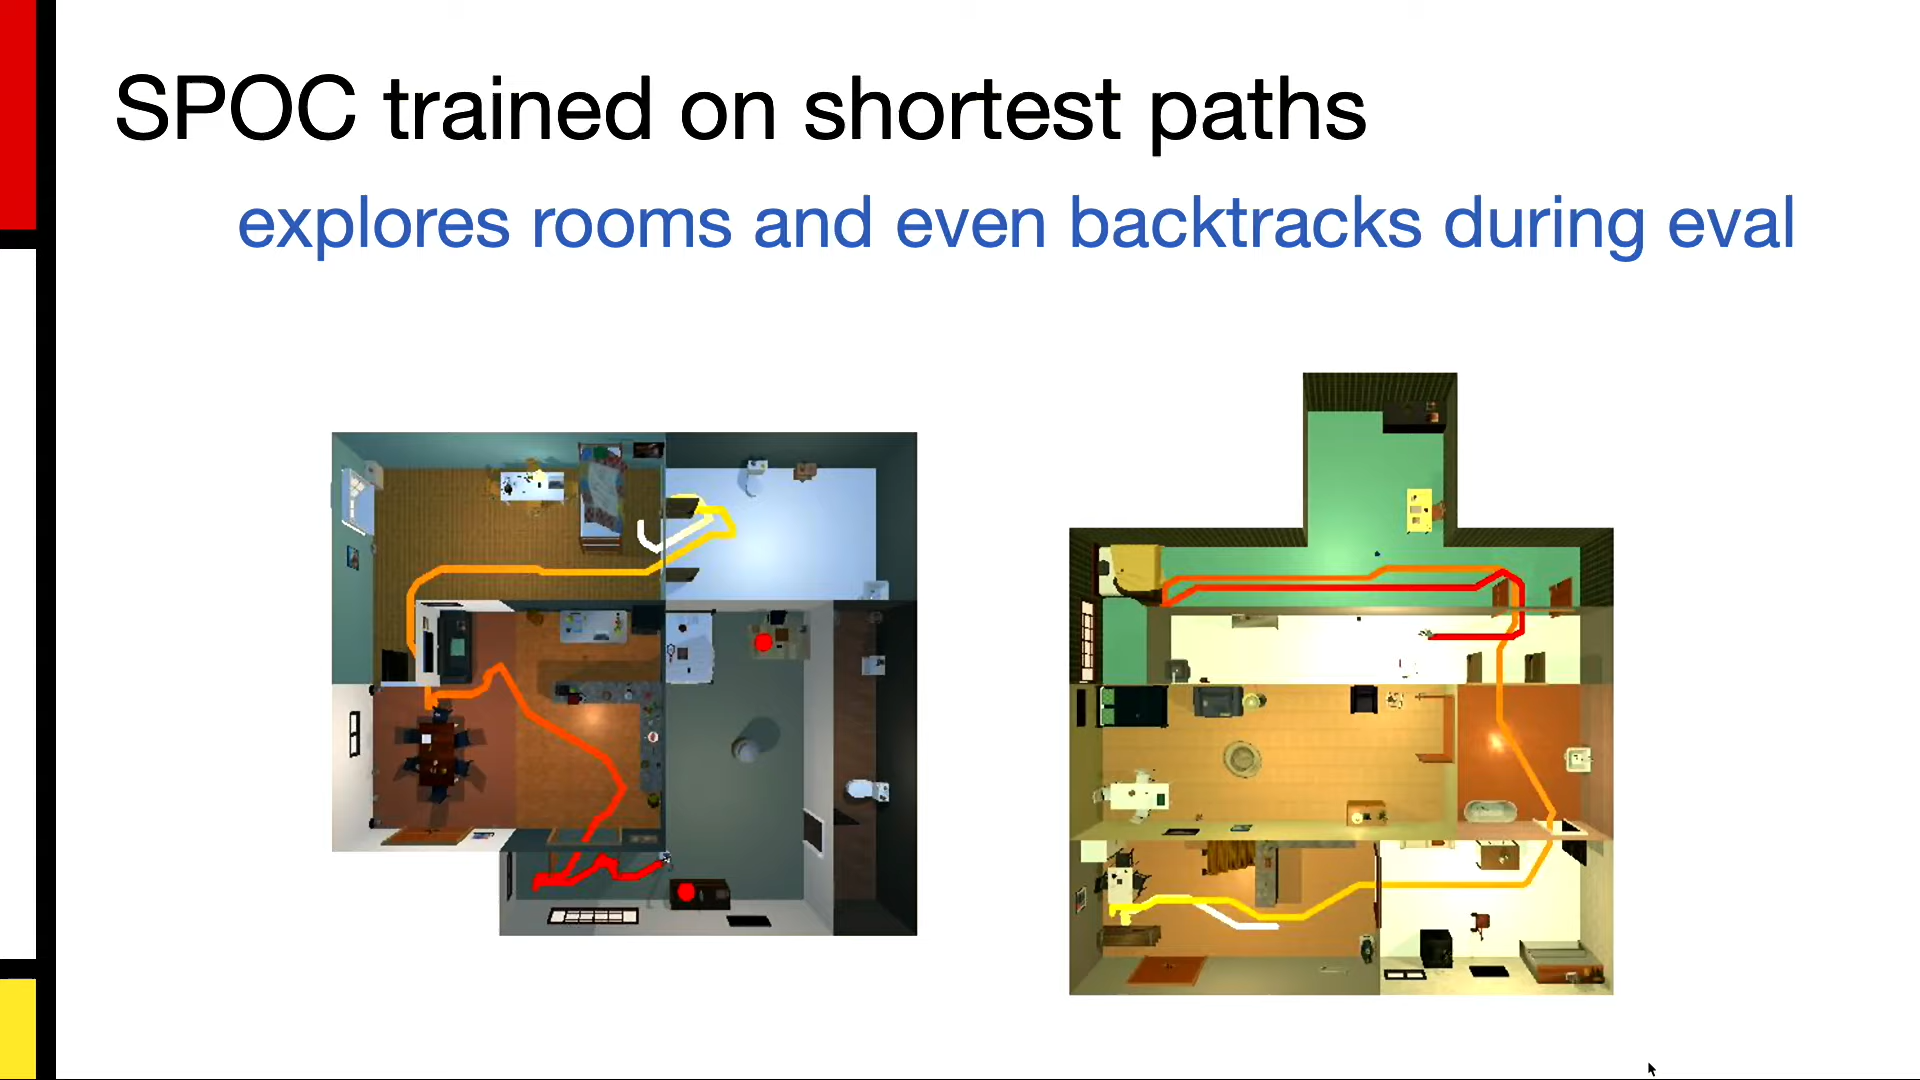 SPOC trained on shortest paths
explores rooms and even backtracks during eval